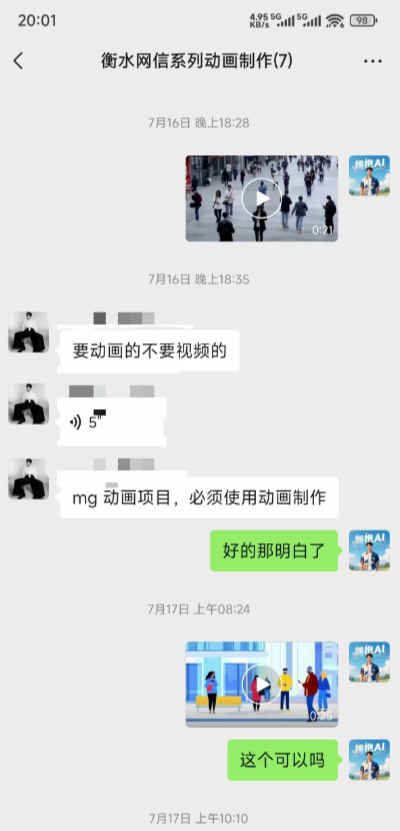 20:01
4.95 KB/s 5G 5G 98
衡水网信系列动画制作(7)
7月16日 晚上18:28
拥抱AI
0:21
7月16日 晚上18:35
要动画的不要视频的
5"
mg 动画项目，必须使用动画制作
好的那明白了
拥抱AI
7月17日 上午08:24
拥抱AI
0:25
这个可以吗
拥抱AI
7月17日 上午10:10